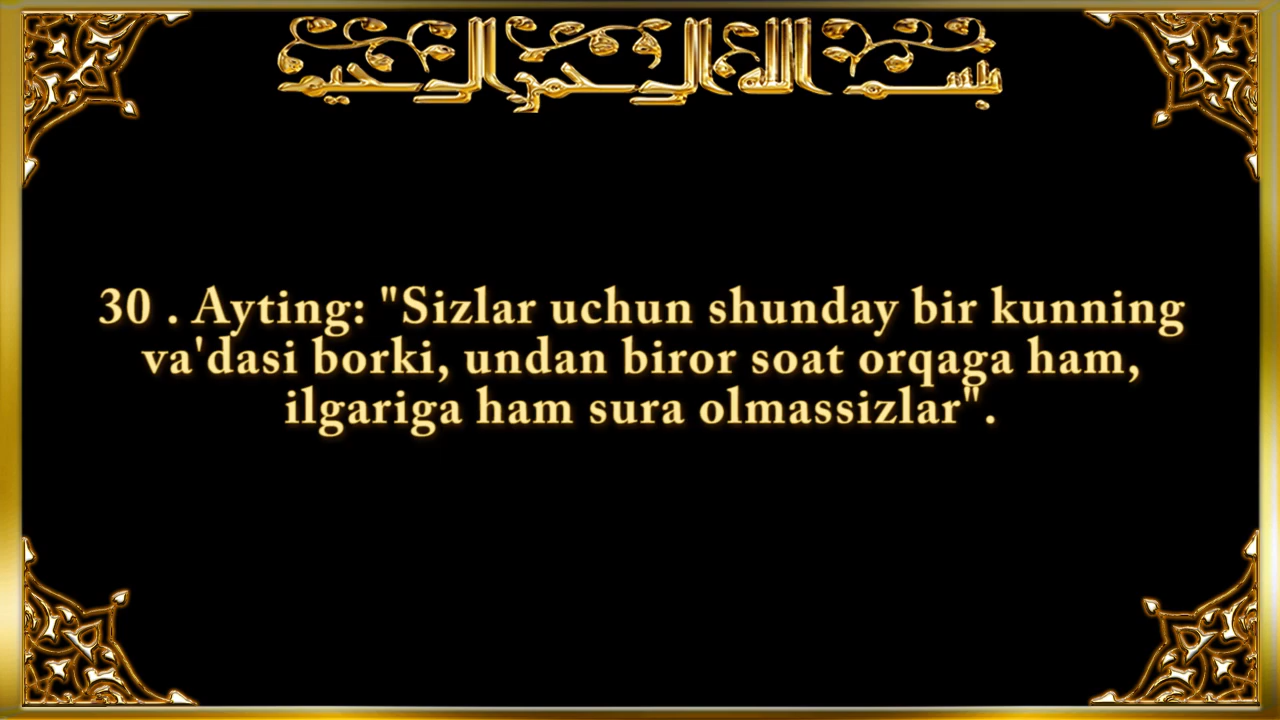 بسم الله الرحمن الرحيم
30 . Ayting: "Sizlar uchun shunday bir kunning
va'dasi borki, undan biror soat orqaga ham,
ilgariga ham sura olmassizlar".